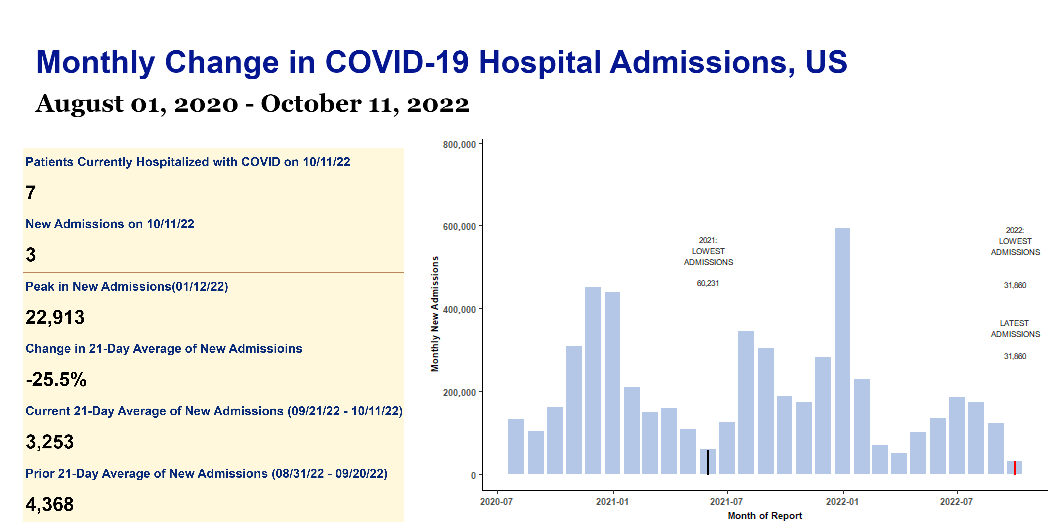 Monthly Change in COVID-19 Hospital Admissions, US
August 01, 2020 - October 11, 2022
Patients Currently Hospitalized with COVID on 10/11/22
7
New Admissions on 10/11/22
3
Peak in New Admissions(01/12/22)
22,913
Change in 21-Day Average of New Admissioins
-25.5%
Current 21-Day Average of New Admissions (09/21/22 - 10/11/22)
3,253
Prior 21-Day Average of New Admissions (08/31/22 - 09/20/22)
4,368
Monthly New Admissions
800,000
600,000
400,000
200,000
0
2021:
LOWEST
ADMISSIONS
60,231
2022:
LOWEST
ADMISSIONS
31,860
LATEST
ADMISSIONS
31,860
2020-07
2021-01
2021-07
2022-01
2022-07
Month of Report